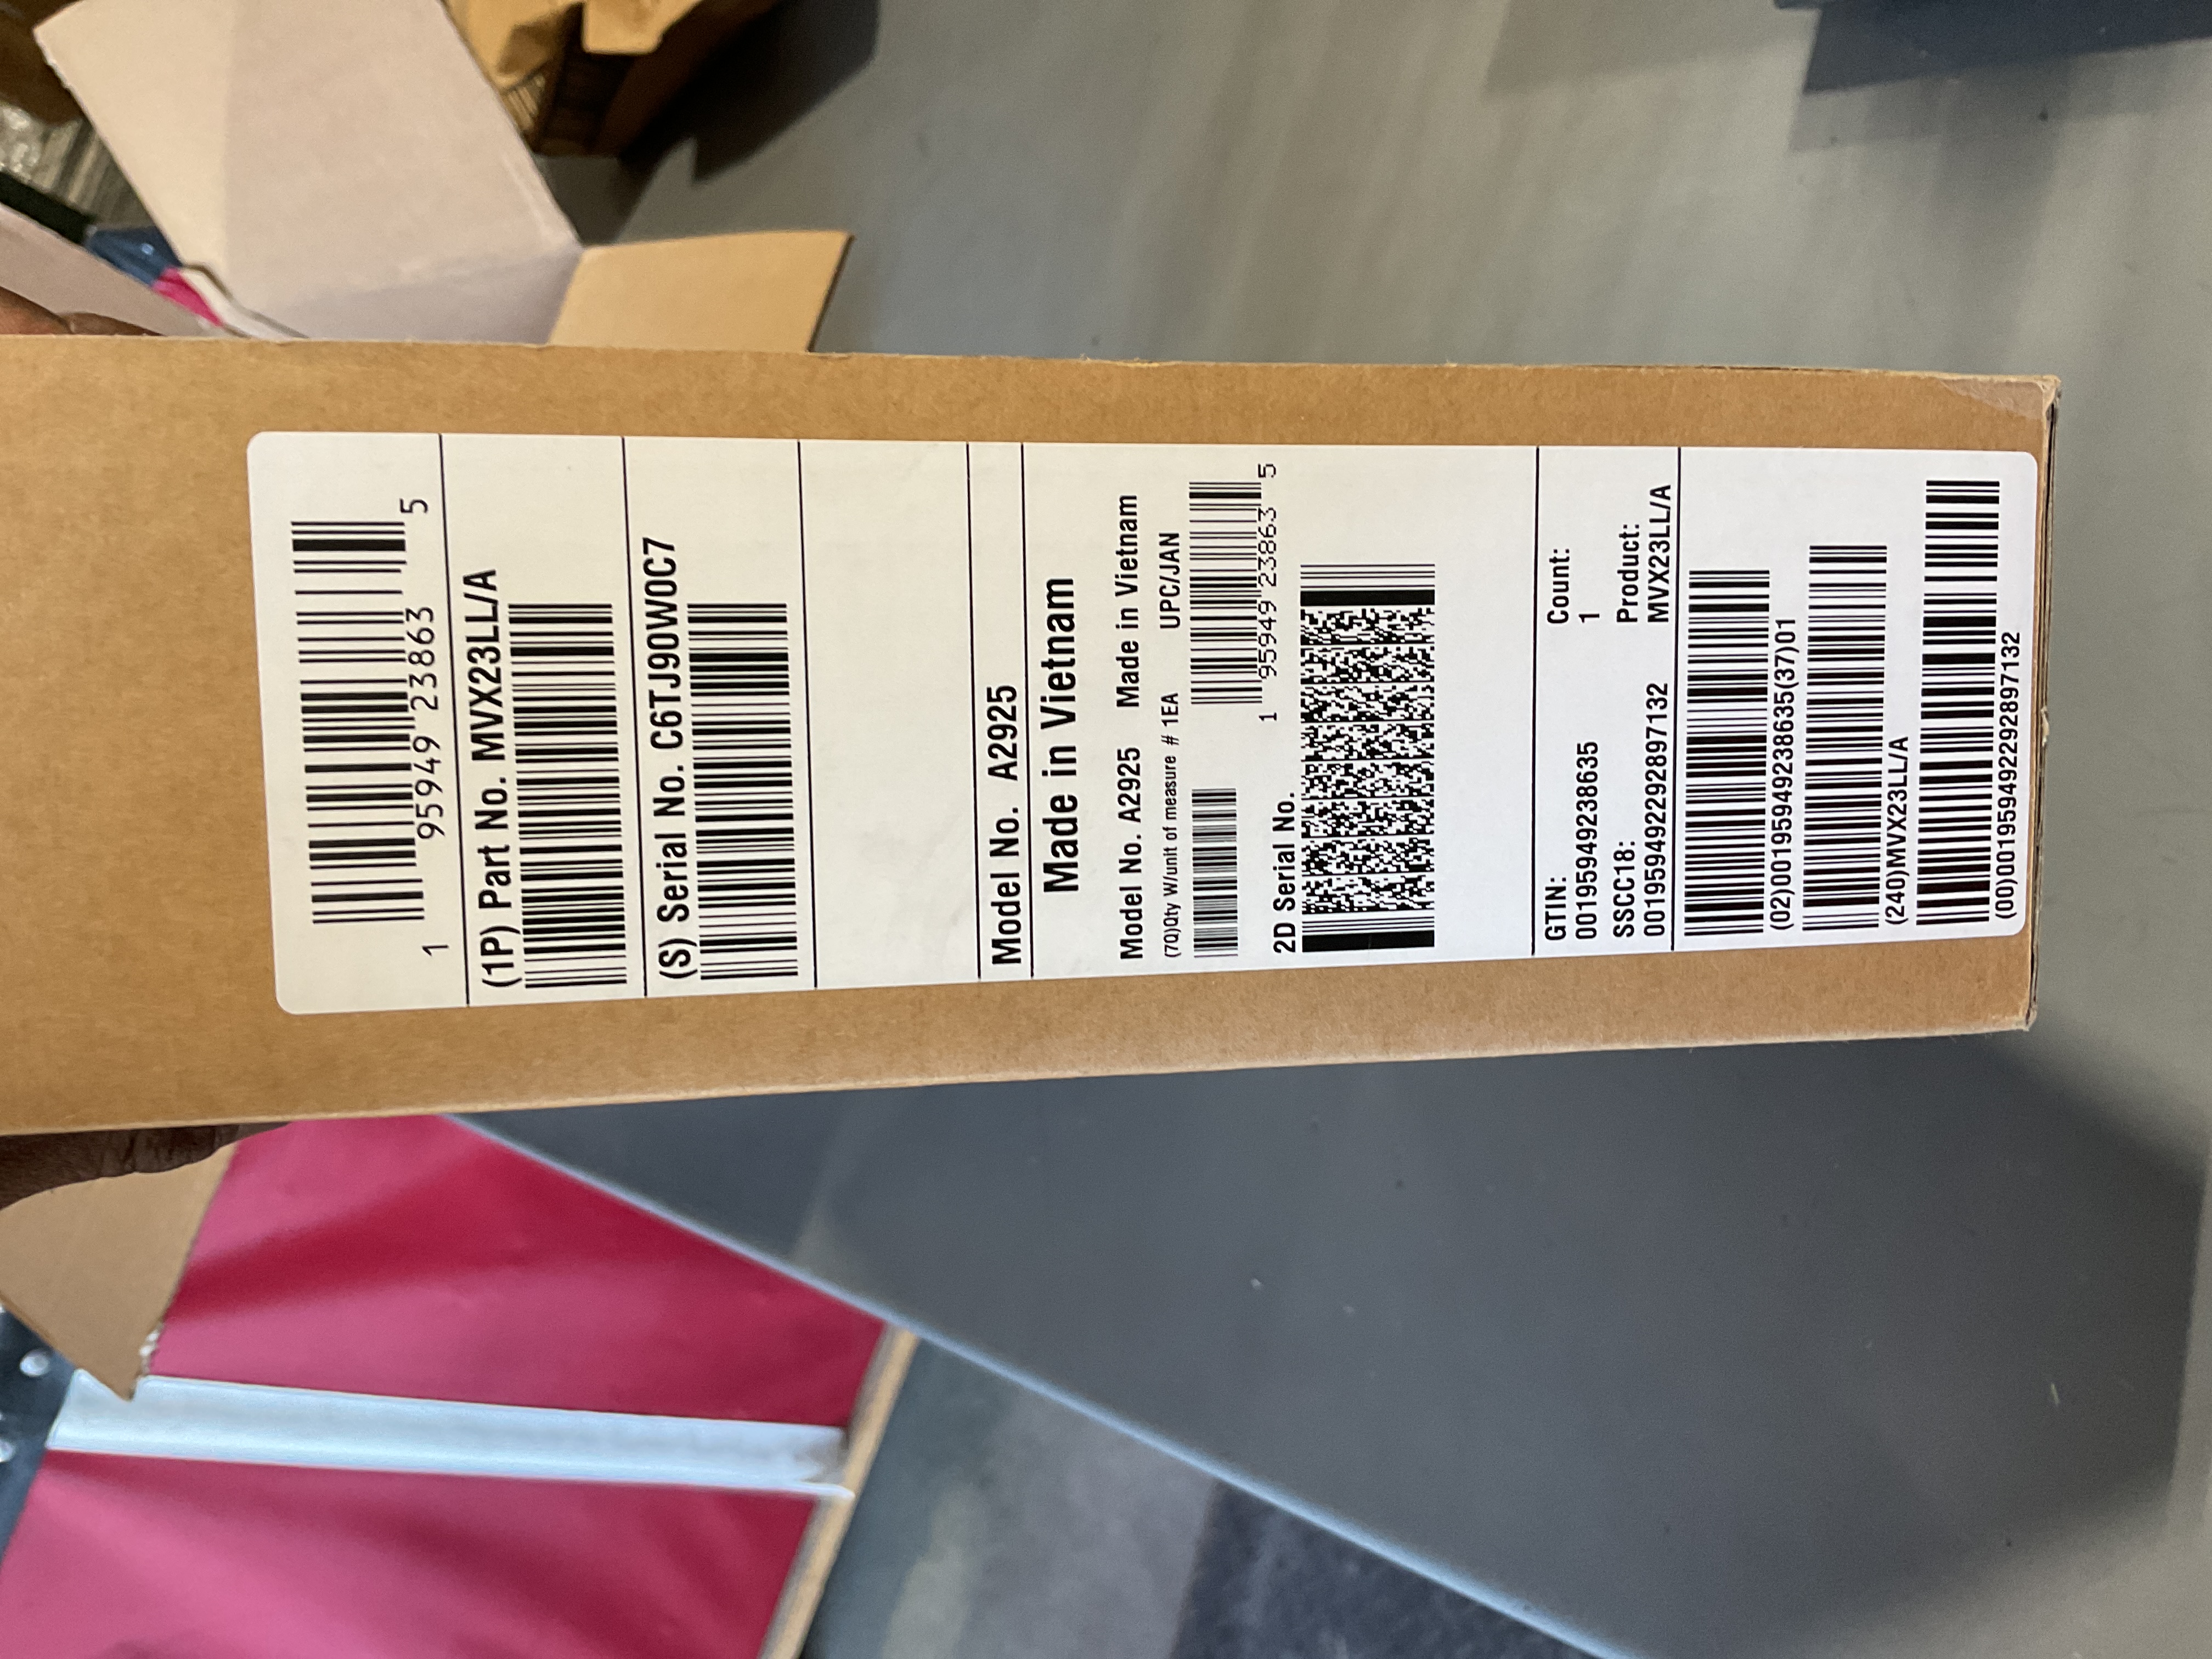 1 95949 23863 5
(1P) Part No. MVX23LL/A
(S) Serial No. C6TJ90W0C7
Model No. A2925
Made in Vietnam
Model No. A2925 Made in Vietnam
(7Q)Qty W/unit of measure # 1EA UPC/JAN
1 95949 23863 5
2D Serial No.
GTIN: Count:
00195949238635 1
SSCC18: Product:
001959492292897132 MVX23LL/A
(02)00195949238635(37)01
(240)MVX23LL/A
(00)001959492292897132